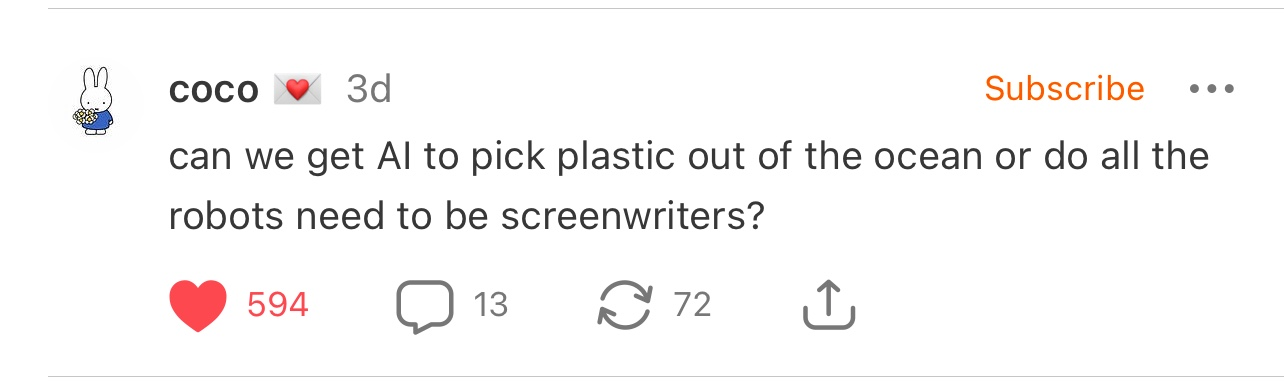 coco 💌 3d Subscribe
can we get AI to pick plastic out of the ocean or do all the
robots need to be screenwriters?
594 13 72